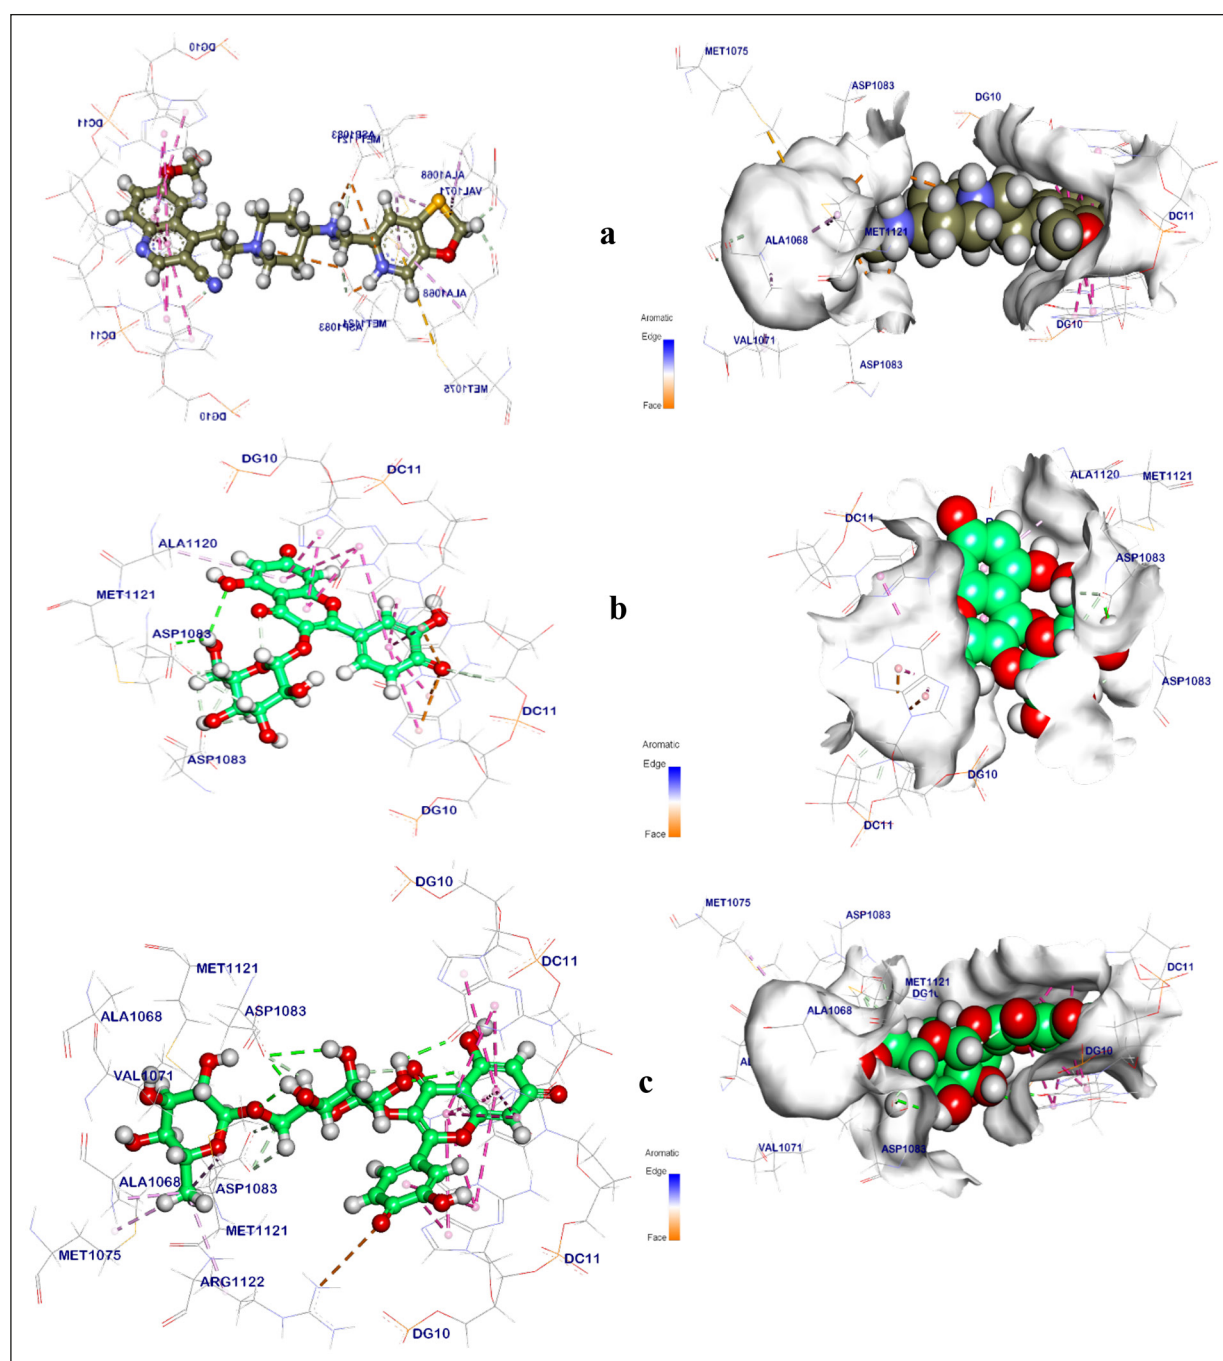 DG10
DC11
ASP1083
MET1121
ALA1068
VAL1071
ALA1068
MET1121
ASP1083
DC11
MET1075
DG10
a
MET1075
ASP1083
DG10
DC11
ALA1068
MET1121
Aromatic
Edge
Face
VAL1071
DG10
ASP1083
DG10
DC11
ALA1120
MET1121
ASP1083
ASP1083
DC11
DG10
b
ALA1120
MET1121
DC11
ASP1083
ASP1083
Aromatic
Edge
Face
DG10
DC11
DG10
DC11
MET1121
ASP1083
ALA1068
VAL1071
ALA1068
ASP1083
MET1121
MET1075
ARG1122
DC11
DG10
c
MET1075
ASP1083
DC11
MET1121
ALA1068
DG10
VAL1071
ASP1083
Aromatic
Edge
Face